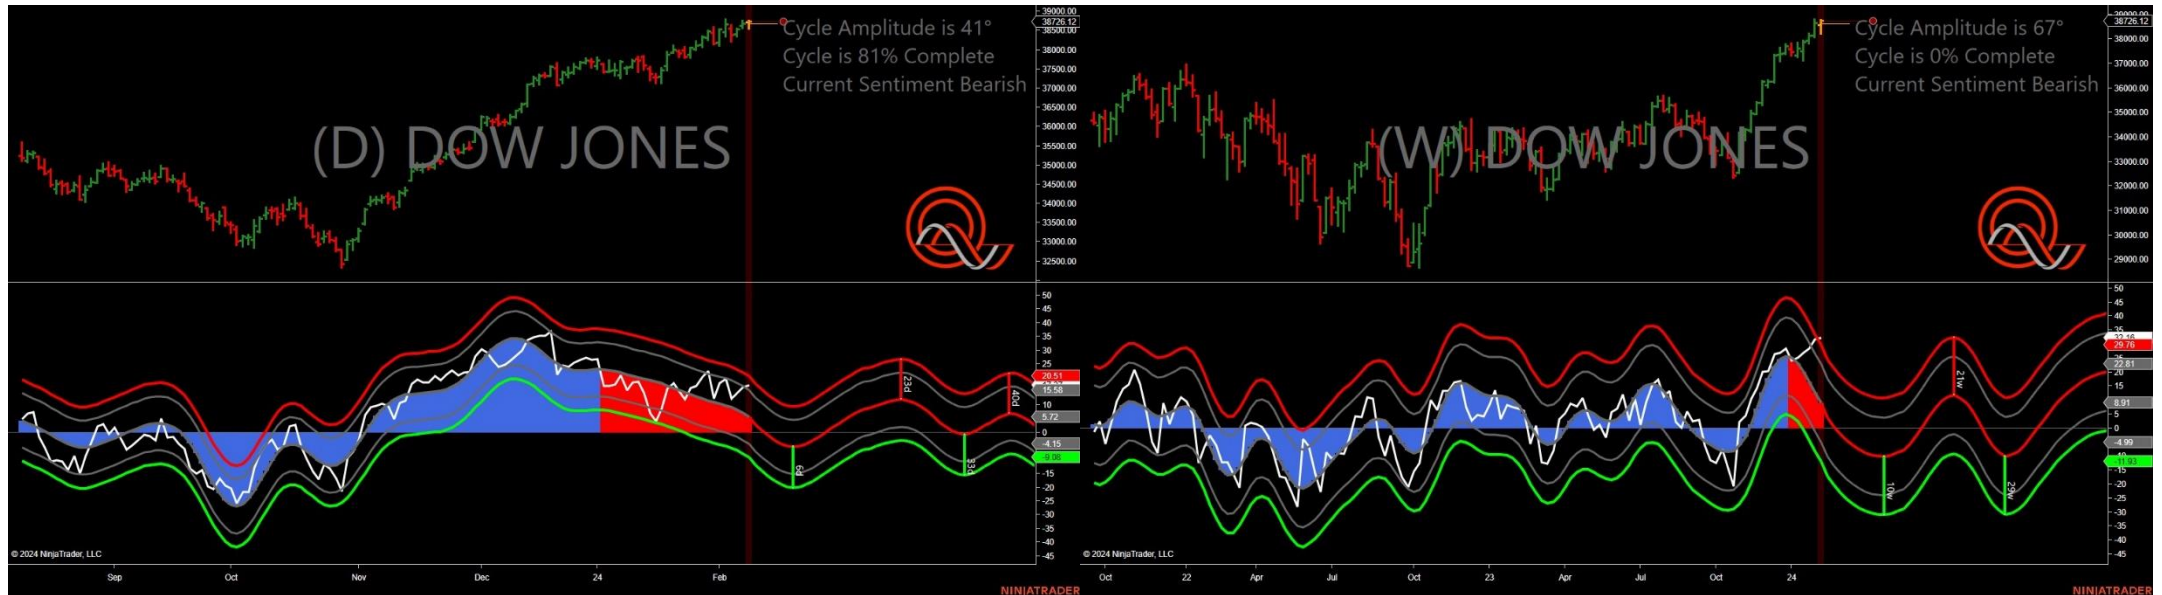 39000.00
38726.12
38500.00
38000.00
37500.00
37000.00
36500.00
36000.00
35500.00
35000.00
34500.00
34000.00
33500.00
33000.00
32500.00
Cycle Amplitude is 41°
Cycle is 81% Complete
Current Sentiment Bearish
(D) DOW JONES
50
45
40
35
30
25
20.51
15.58
10
5.72
0
-4.15
-9.08
-15
-20
-25
-30
-35
-40
-45
6d
23d
33d
40d
© 2024 NinjaTrader, LLC
Sep
Oct
Nov
Dec
24
Feb
NINJATRADER
39000.00
38726.12
38000.00
36000.00
35000.00
34000.00
33000.00
32000.00
31000.00
30000.00
29000.00
Cycle Amplitude is 67°
Cycle is 0% Complete
Current Sentiment Bearish
(W) DOW JONES
50
45
40
35
29.76
22.81
15
8.91
5
0
-4.99
-11.93
-15
-20
-25
-30
-35
-40
-45
10w
21w
29w
© 2024 NinjaTrader, LLC
Oct
22
Apr
Jul
Oct
23
Apr
Jul
Oct
24
NINJATRADER